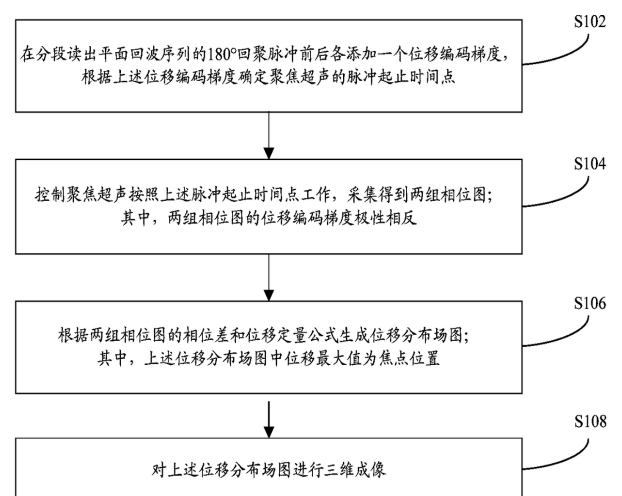 S102
在分段读出平面回波序列的180°回聚脉冲前后各添加一个位移编码梯度,
根据上述位移编码梯度确定聚焦超声的脉冲起止时间点
S104
控制聚焦超声按照上述脉冲起止时间点工作,采集得到两组相位图;
其中,两组相位图的位移编码梯度极性相反
S106
根据两组相位图的相位差和位移定量公式生成位移分布场图;
其中,上述位移分布场图中位移最大值为焦点位置
S108
对上述位移分布场图进行三维成像